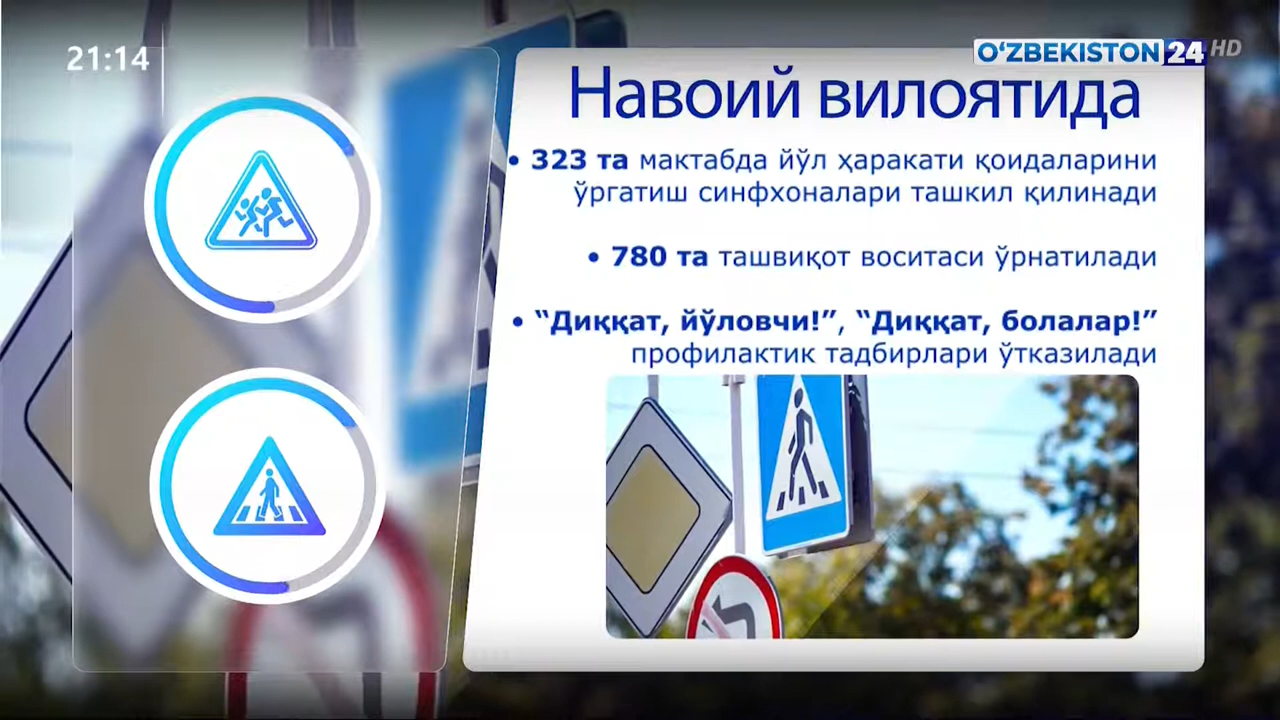 21:14
O‘ZBEKISTON 24 HD
Навоий вилоятида
• 323 та мактабда йўл ҳаракати қоидаларини
ўргатиш синфхоналари ташкил қилинади
• 780 та ташвиқот воситаси ўрнатилади
• “Диққат, йўловчи!”, “Диққат, болалар!”
профилактик тадбирлари ўтказилади